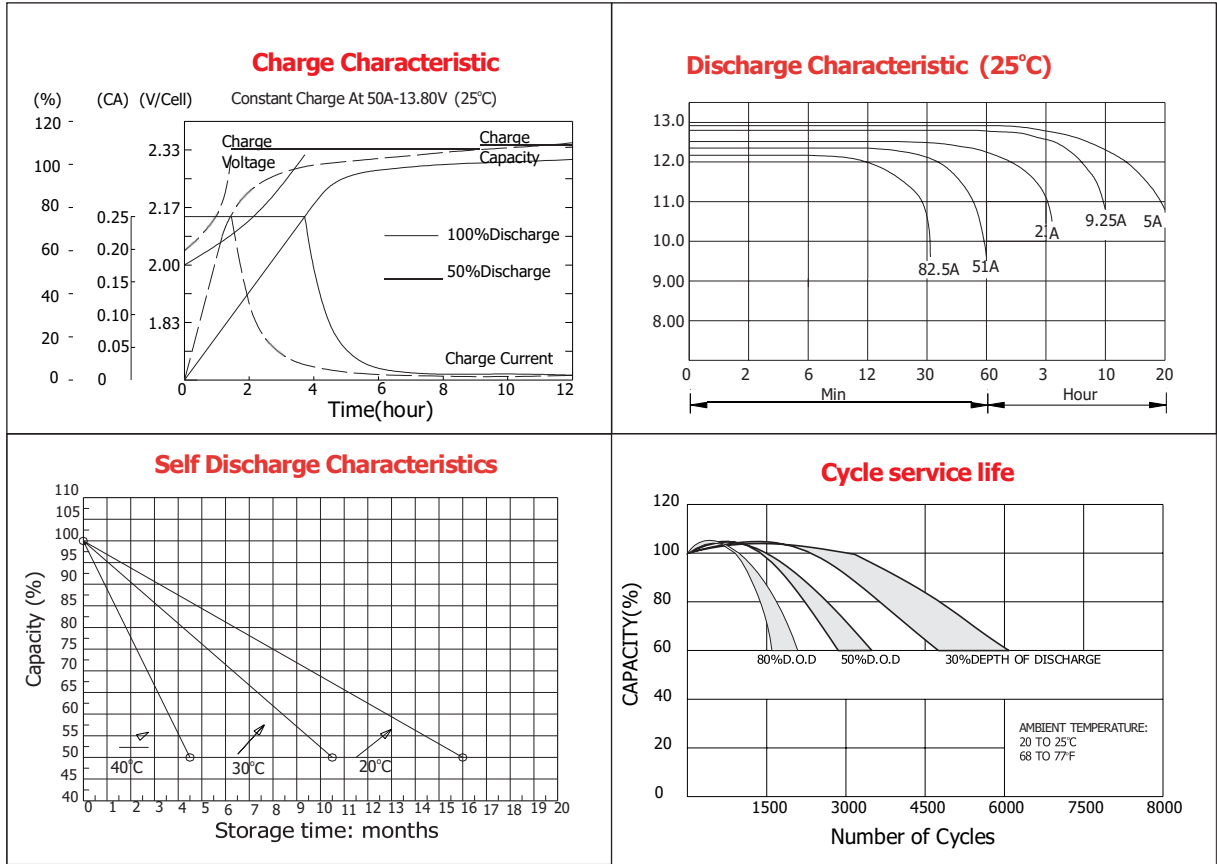 Charge Characteristic
Constant Charge At 50A-13.80V (25°C)
(%) (CA) (V/Cell)
120
100
80
60
40
20
0
0.25
0.20
0.15
0.10
0.05
0
2.33
2.17
2.00
1.83
Charge
Voltage
Charge
Capacity
100%Discharge
50%Discharge
Charge Current
0 2 4 6 8 10 12
Time(hour)
Discharge Characteristic (25°C)
13.0
12.0
11.0
10.0
9.00
8.00
82.5A
51A
9.25A
5A
0 2 6 12 30 60 3 10 20
Min
Hour
Self Discharge Characteristics
Capacity (%)
110
105
100
95
90
85
80
75
70
65
60
55
50
45
40
40°C
30°C
20°C
0 1 2 3 4 5 6 7 8 9 10 11 12 13 14 15 16 17 18 19 20
Storage time: months
Cycle service life
CAPACITY(%)
120
100
80
60
40
20
0
80%D.O.D
50%D.O.D
30%DEPTH OF DISCHARGE
AMBIENT TEMPERATURE:
20 TO 25°C
68 TO 77°F
1500 3000 4500 6000 7500 8000
Number of Cycles